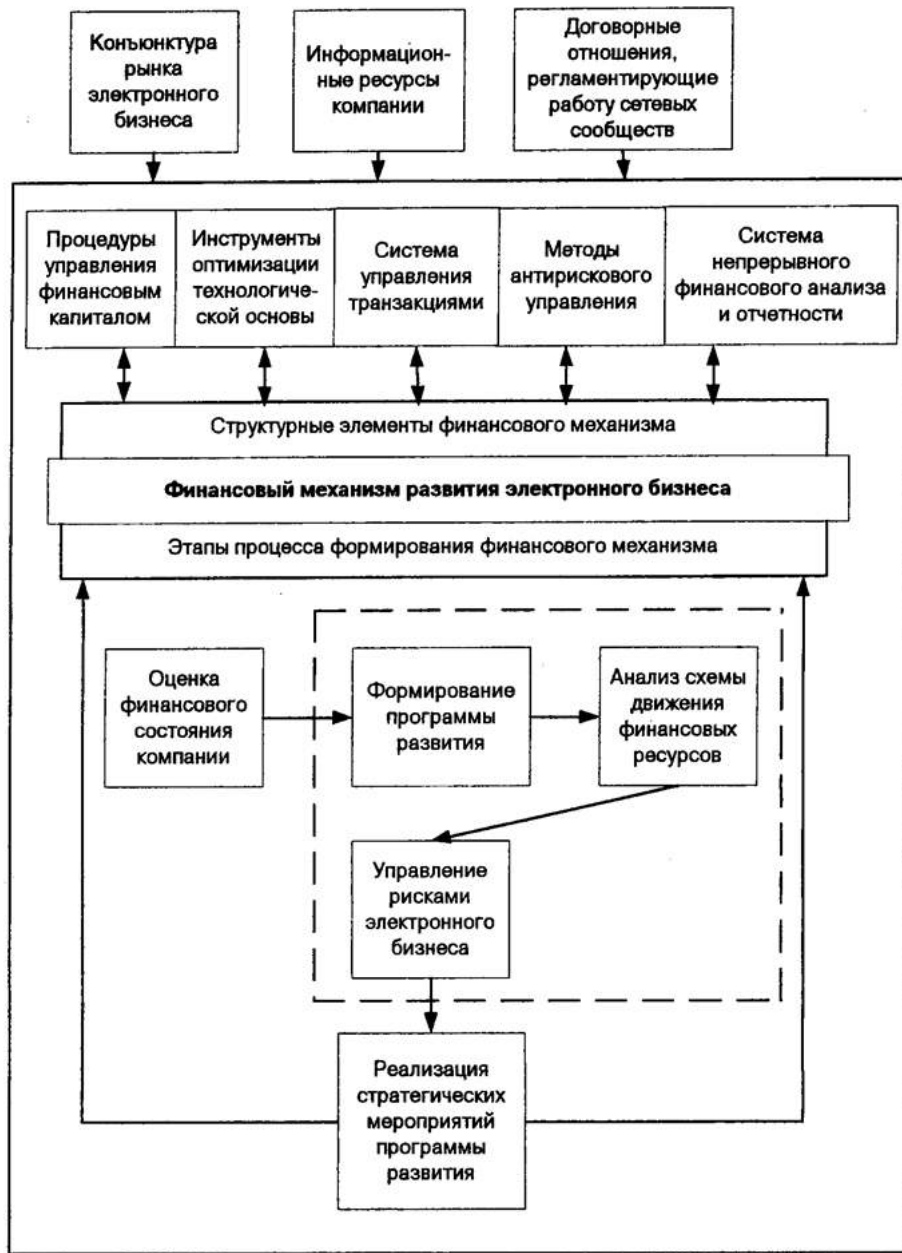 Конъюнктура
рынка
электронного
бизнеса
Информацион-
ные ресурсы
компании
Договорные
отношения,
регламентирующие
работу сетевых
сообществ
Процедуры
управления
финансовым
капиталом
Инструменты
оптимизации
технологиче-
ской основы
Система
управления
транзакциями
Методы
антирискового
управления
Система
непрерывного
финансового анализа
и отчетности
Структурные элементы финансового механизма
Финансовый механизм развития электронного бизнеса
Этапы процесса формирования финансового механизма
Оценка
финансового
состояния
компании
Формирование
программы
развития
Анализ схемы
движения
финансовых
ресурсов
Управление
рисками
электронного
бизнеса
Реализация
стратегических
мероприятий
программы
развития